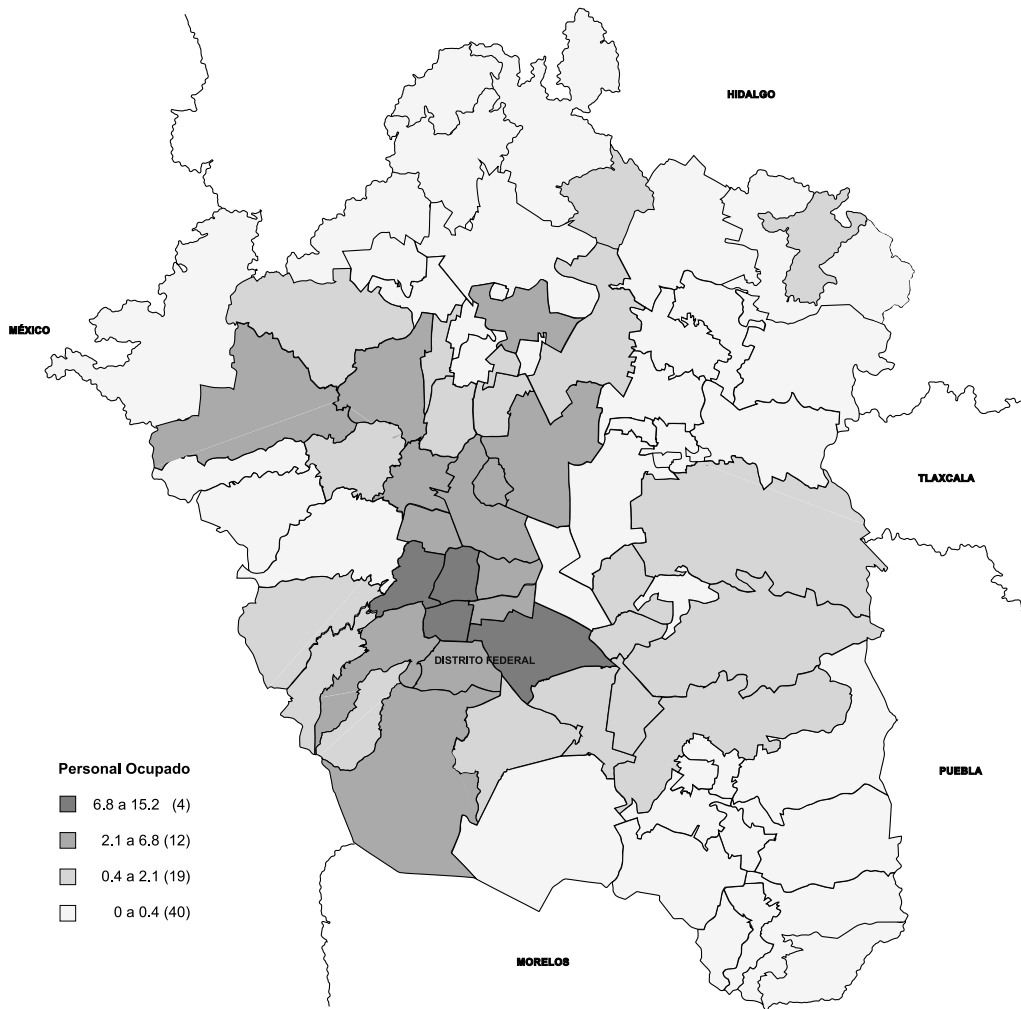 HIDALGO
MÉXICO
TLAXCALA
DISTRITO FEDERAL
PUEBLA
MORELOS
Personal Ocupado
6.8 a 15.2 (4)
2.1 a 6.8 (12)
0.4 a 2.1 (19)
0 a 0.4 (40)